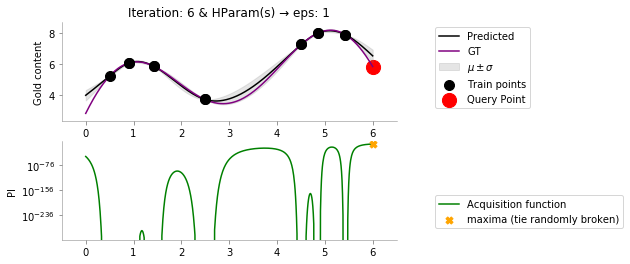 Iteration: 6 & HParam(s) → eps: 1
Gold content
8
6
4
0 1 2 3 4 5 6
Predicted
GT
μ ± σ
Train points
Query Point
PI
10^-76
10^-156
10^-236
0 1 2 3 4 5 6
Acquisition function
maxima (tie randomly broken)